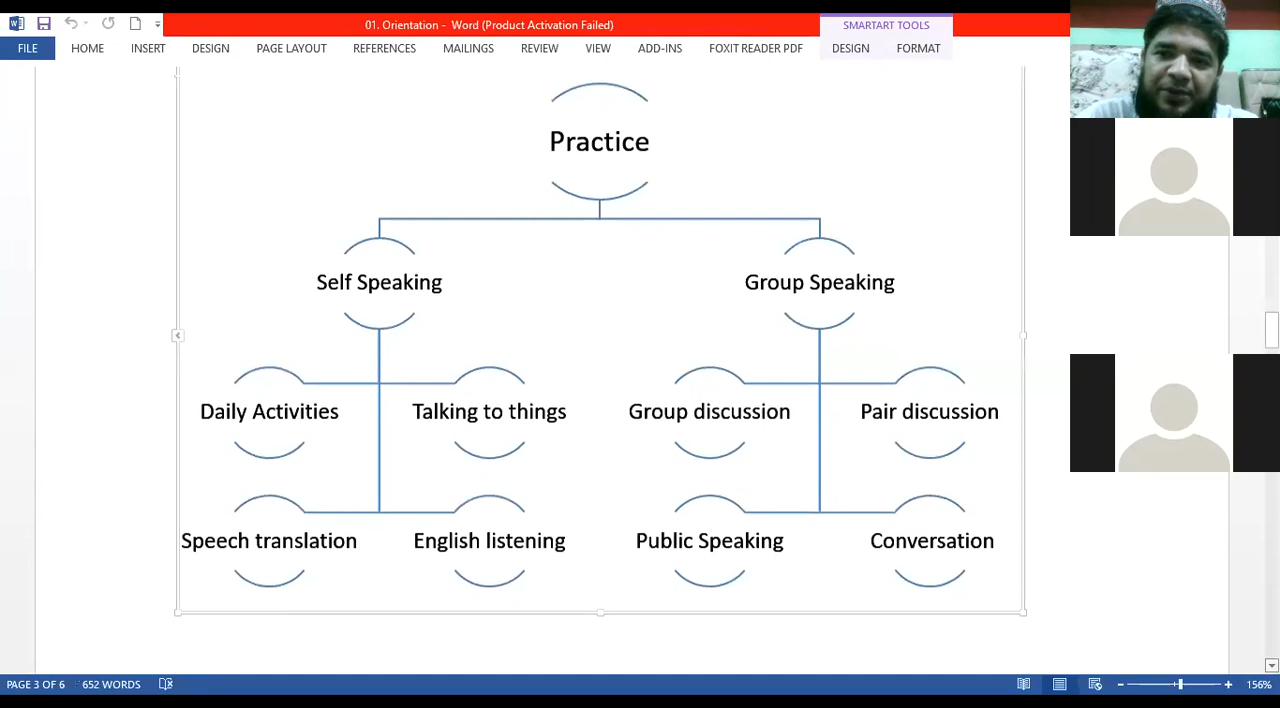 01. Orientation - Word (Product Activation Failed)
SMARTART TOOLS
FILE HOME INSERT DESIGN PAGE LAYOUT REFERENCES MAILINGS REVIEW VIEW ADD-INS FOXIT READER PDF DESIGN FORMAT
Practice
Self Speaking Group Speaking
Daily Activities Talking to things Group discussion Pair discussion
Speech translation English listening Public Speaking Conversation
PAGE 3 OF 6 652 WORDS 156%